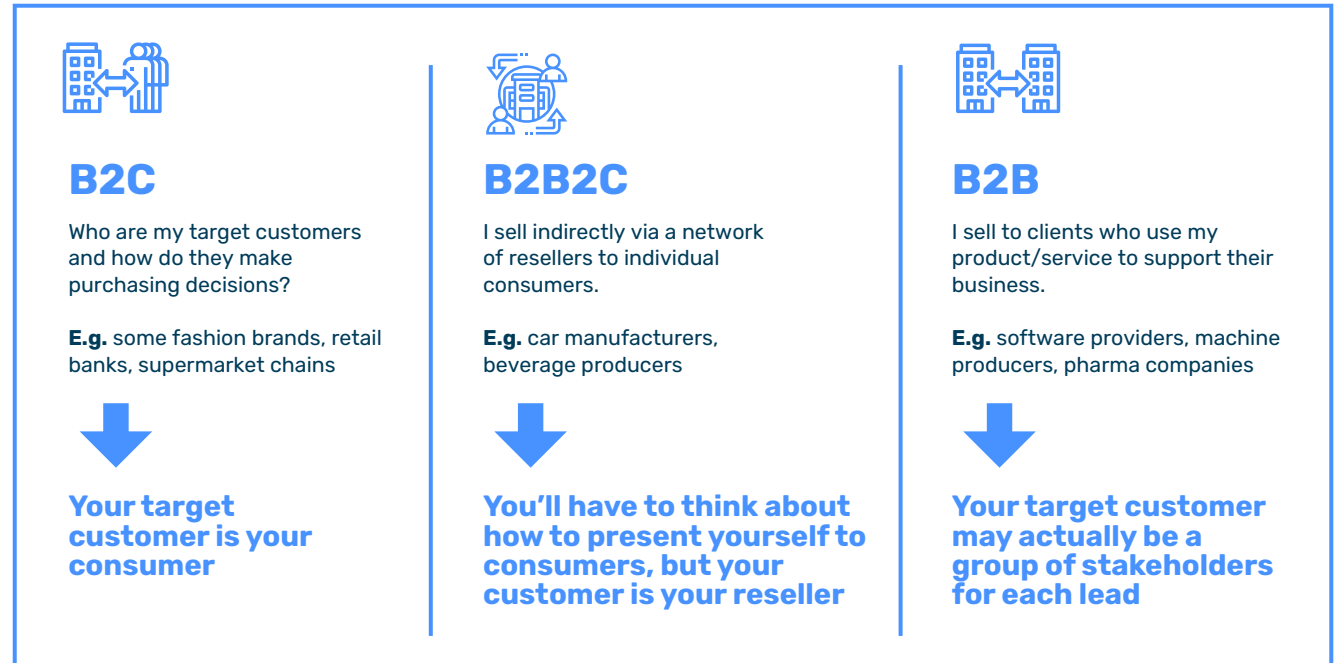 B2C
Who are my target customers
and how do they make
purchasing decisions?
E.g. some fashion brands, retail
banks, supermarket chains
Your target
customer is your
consumer
B2B2C
I sell indirectly via a network
of resellers to individual
consumers.
E.g. car manufacturers,
beverage producers
You'll have to think about
how to present yourself to
consumers, but your
customer is your reseller
B2B
I sell to clients who use my
product/service to support their
business.
E.g. software providers, machine
producers, pharma companies
Your target customer
may actually be a
group of stakeholders
for each lead